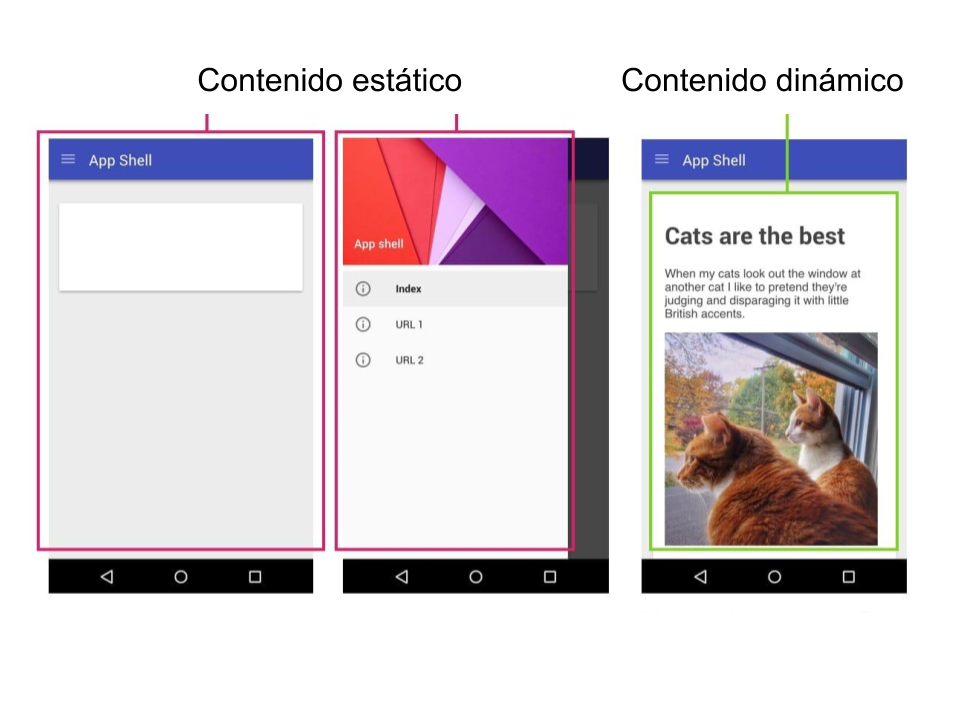 Contenido estático
Contenido dinámico
App Shell
App shell
Index
URL 1
URL 2
App Shell
Cats are the best
When my cats look out the window at
another cat I like to pretend they're
judging and disparaging it with little
British accents.